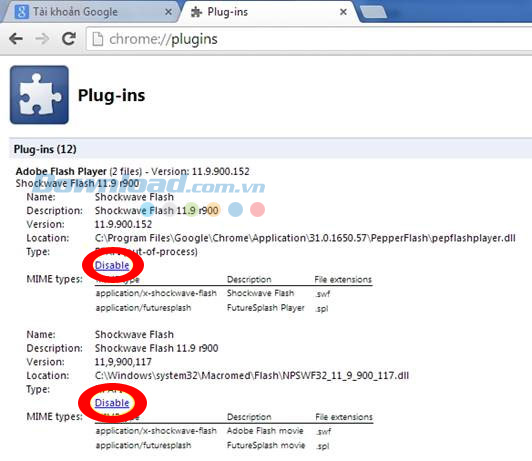 Tài khoản Google
Plug-ins
chrome://plugins
Plug-ins
Plug-ins (12)
Adobe Flash Player (2 files) - Version: 11.9.900.152
Shockwave Flash 11.9 r900
Download.com.vn
Name: Shockwave Flash
Description: Shockwave Flash 11.9 r900
Version: 11.9.900.152
Location: C:\Program Files\Google\Chrome\Application\31.0.1650.57\PepperFlash\pepflashplayer.dll
Type: (out-of-process)
Disable
MIME types: Description File extensions
application/x-shockwave-flash Shockwave Flash .swf
application/futuresplash FutureSplash Player .spl
Name: Shockwave Flash
Description: Shockwave Flash 11.9 r900
Version: 11,9,900,117
Location: C:\Windows\system32\Macromed\Flash\NPSWF32_11_9_900_117.dll
Type:
Disable
MIME types: Description File extensions
application/x-shockwave-flash Adobe Flash movie .swf
application/futuresplash FutureSplash movie .spl